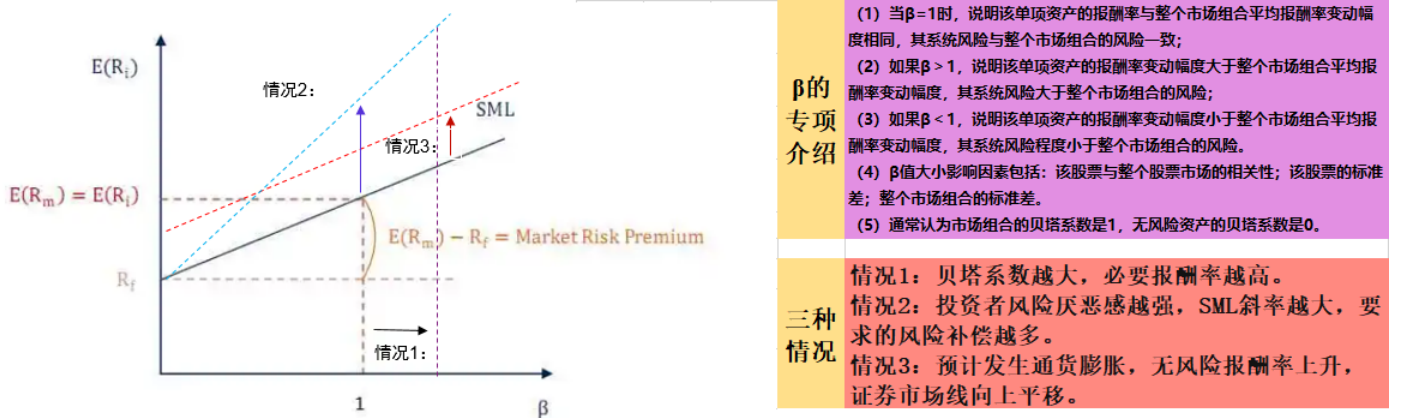 E(Rᵢ)
情况2：
SML
情况3：
E(Rₘ) = E(Rᵢ)
E(Rₘ) − R_f = Market Risk Premium
R_f
情况1：
1
β
β的
专项
介绍
（1）当β=1时，说明该单项资产的报酬率与整个市场组合平均报酬率变动幅
度相同，其系统风险与整个市场组合的风险一致；
（2）如果β＞1，说明该单项资产的报酬率变动幅度大于整个市场组合平均报
酬率变动幅度，其系统风险大于整个市场组合的风险；
（3）如果β＜1，说明该单项资产的报酬率变动幅度小于整个市场组合平均报
酬率变动幅度，其系统风险程度小于整个市场组合的风险。
（4）β值大小影响因素包括：该股票与整个股票市场的相关性；该股票的标准
差；整个市场组合的标准差。
（5）通常认为市场组合的贝塔系数是1，无风险资产的贝塔系数是0。
三种
情况
情况1：贝塔系数越大，必要报酬率越高。
情况2：投资者风险厌恶感越强，SML斜率越大，要
求的风险补偿越多。
情况3：预计发生通货膨胀，无风险报酬率上升，
证券市场线向上平移。